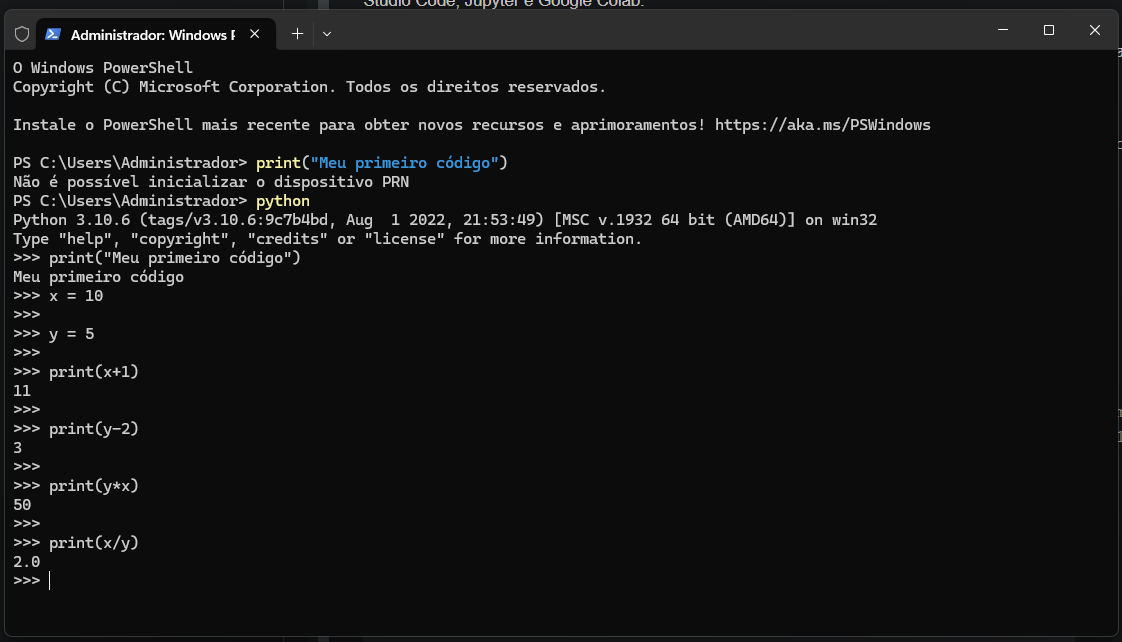 Studio Code, Jupyter e Google Colab.
Administrador: Windows P
O Windows PowerShell
Copyright (C) Microsoft Corporation. Todos os direitos reservados.
Instale o PowerShell mais recente para obter novos recursos e aprimoramentos! https://aka.ms/PSWindows
PS C:\Users\Administrador> print("Meu primeiro código")
Não é possível inicializar o dispositivo PRN
PS C:\Users\Administrador> python
Python 3.10.6 (tags/v3.10.6:9c7b4bd, Aug  1 2022, 21:53:49) [MSC v.1932 64 bit (AMD64)] on win32
Type "help", "copyright", "credits" or "license" for more information.
>>> print("Meu primeiro código")
Meu primeiro código
>>> x = 10
>>>
>>> y = 5
>>>
>>> print(x+1)
11
>>>
>>> print(y-2)
3
>>>
>>> print(y*x)
50
>>>
>>> print(x/y)
2.0
>>>